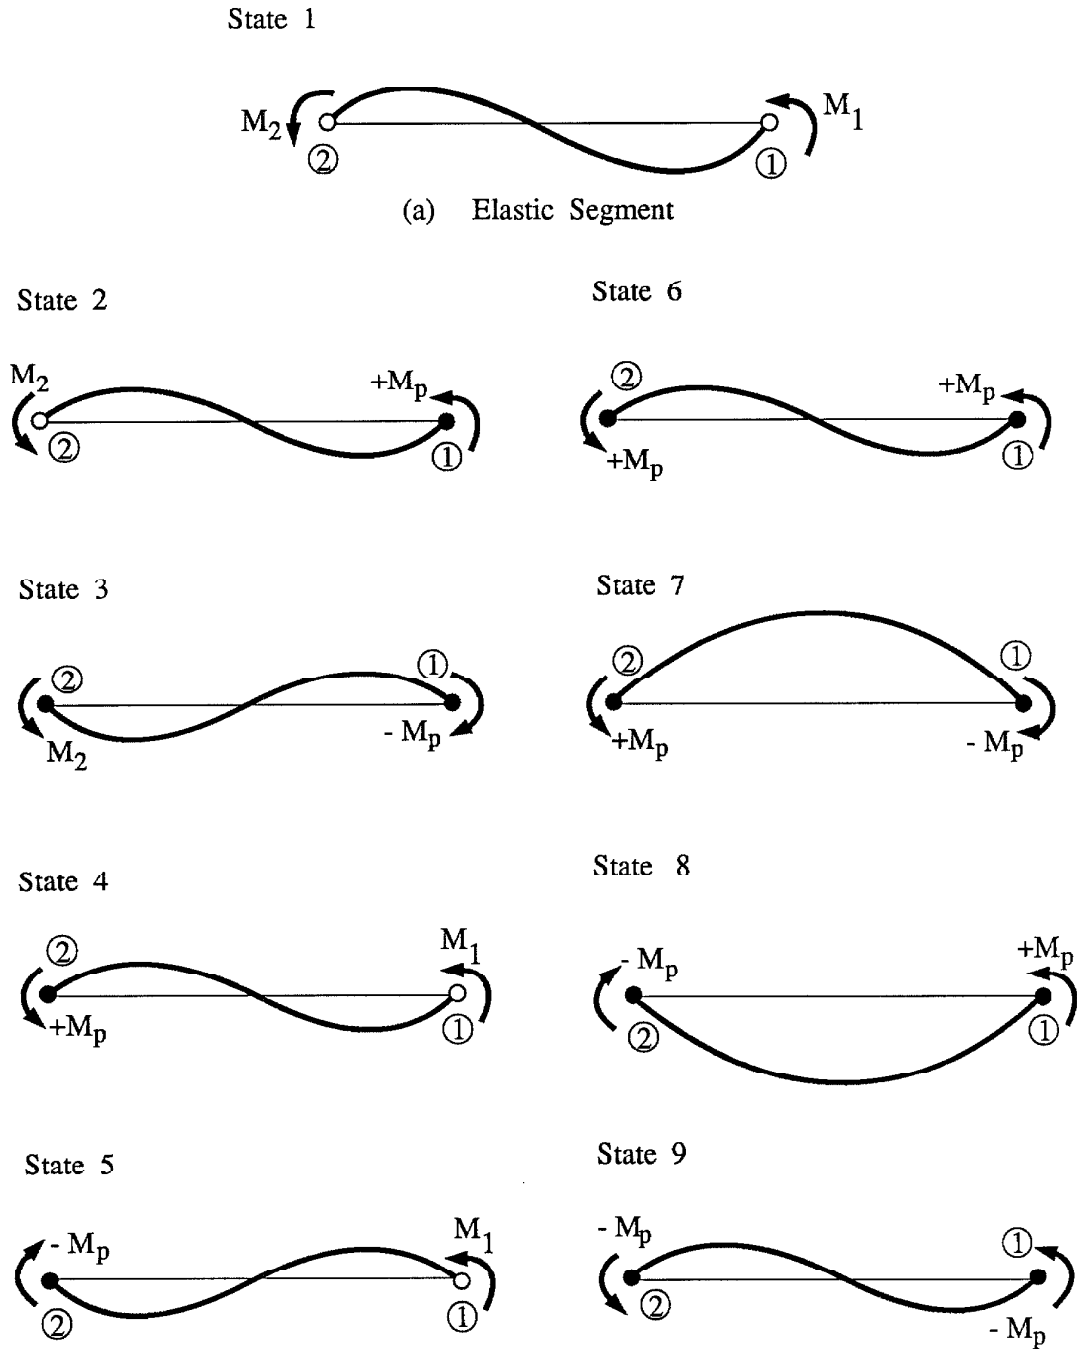 State 1
M2 M1
② ①
(a) Elastic Segment
State 2
M2 +Mp
② ①
State 6
② +Mp
+Mp ①
State 3
② ①
M2 - Mp
State 7
② ①
+Mp - Mp
State 4
② M1
+Mp ①
State 8
- Mp +Mp
② ①
State 5
- Mp M1
② ①
State 9
- Mp ①
② - Mp